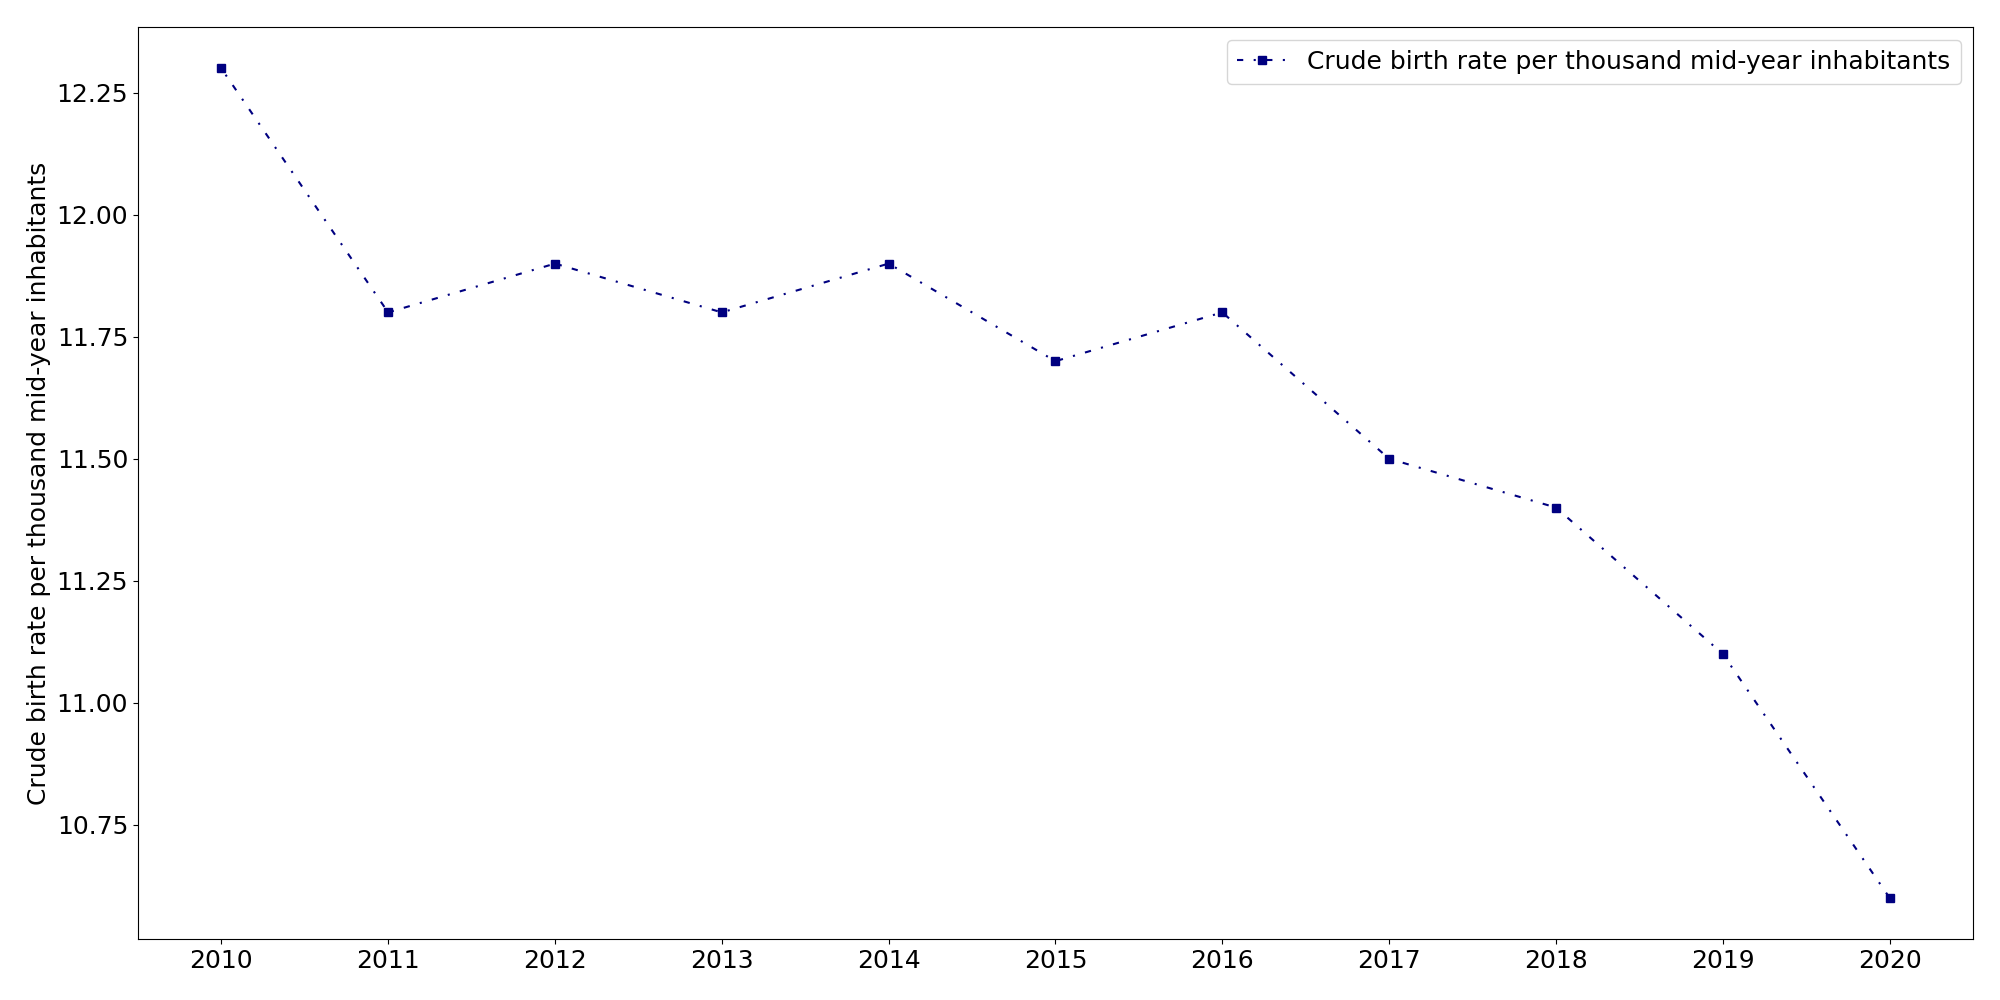 Crude birth rate per thousand mid-year inhabitants
Crude birth rate per thousand mid-year inhabitants
12.25
12.00
11.75
11.50
11.25
11.00
10.75
2010 2011 2012 2013 2014 2015 2016 2017 2018 2019 2020